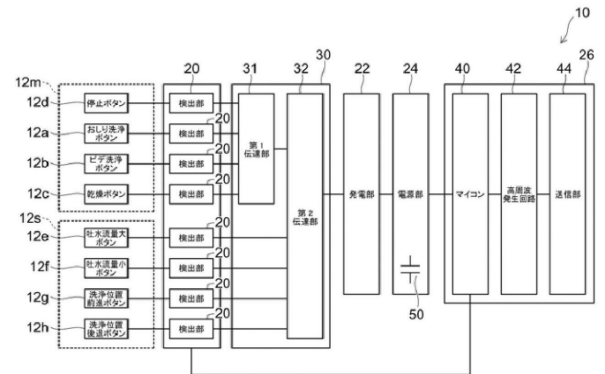 10
20
31
32
30
22
24
40
42
44
26
12m
12d
停止ボタン
検出部
12a
おしり洗浄
ボタン
20
検出部
12b
ビデ洗浄
ボタン
20
検出部
12c
乾燥ボタン
20
検出部
第1
伝達部
第2
伝達部
発電部
電源部
マイコン
高周波
発生回路
送信部
12s
12e
吐水流量大
ボタン
20
検出部
12f
吐水流量小
ボタン
20
検出部
12g
洗浄位置
前進ボタン
20
検出部
12h
洗浄位置
後退ボタン
20
検出部
50